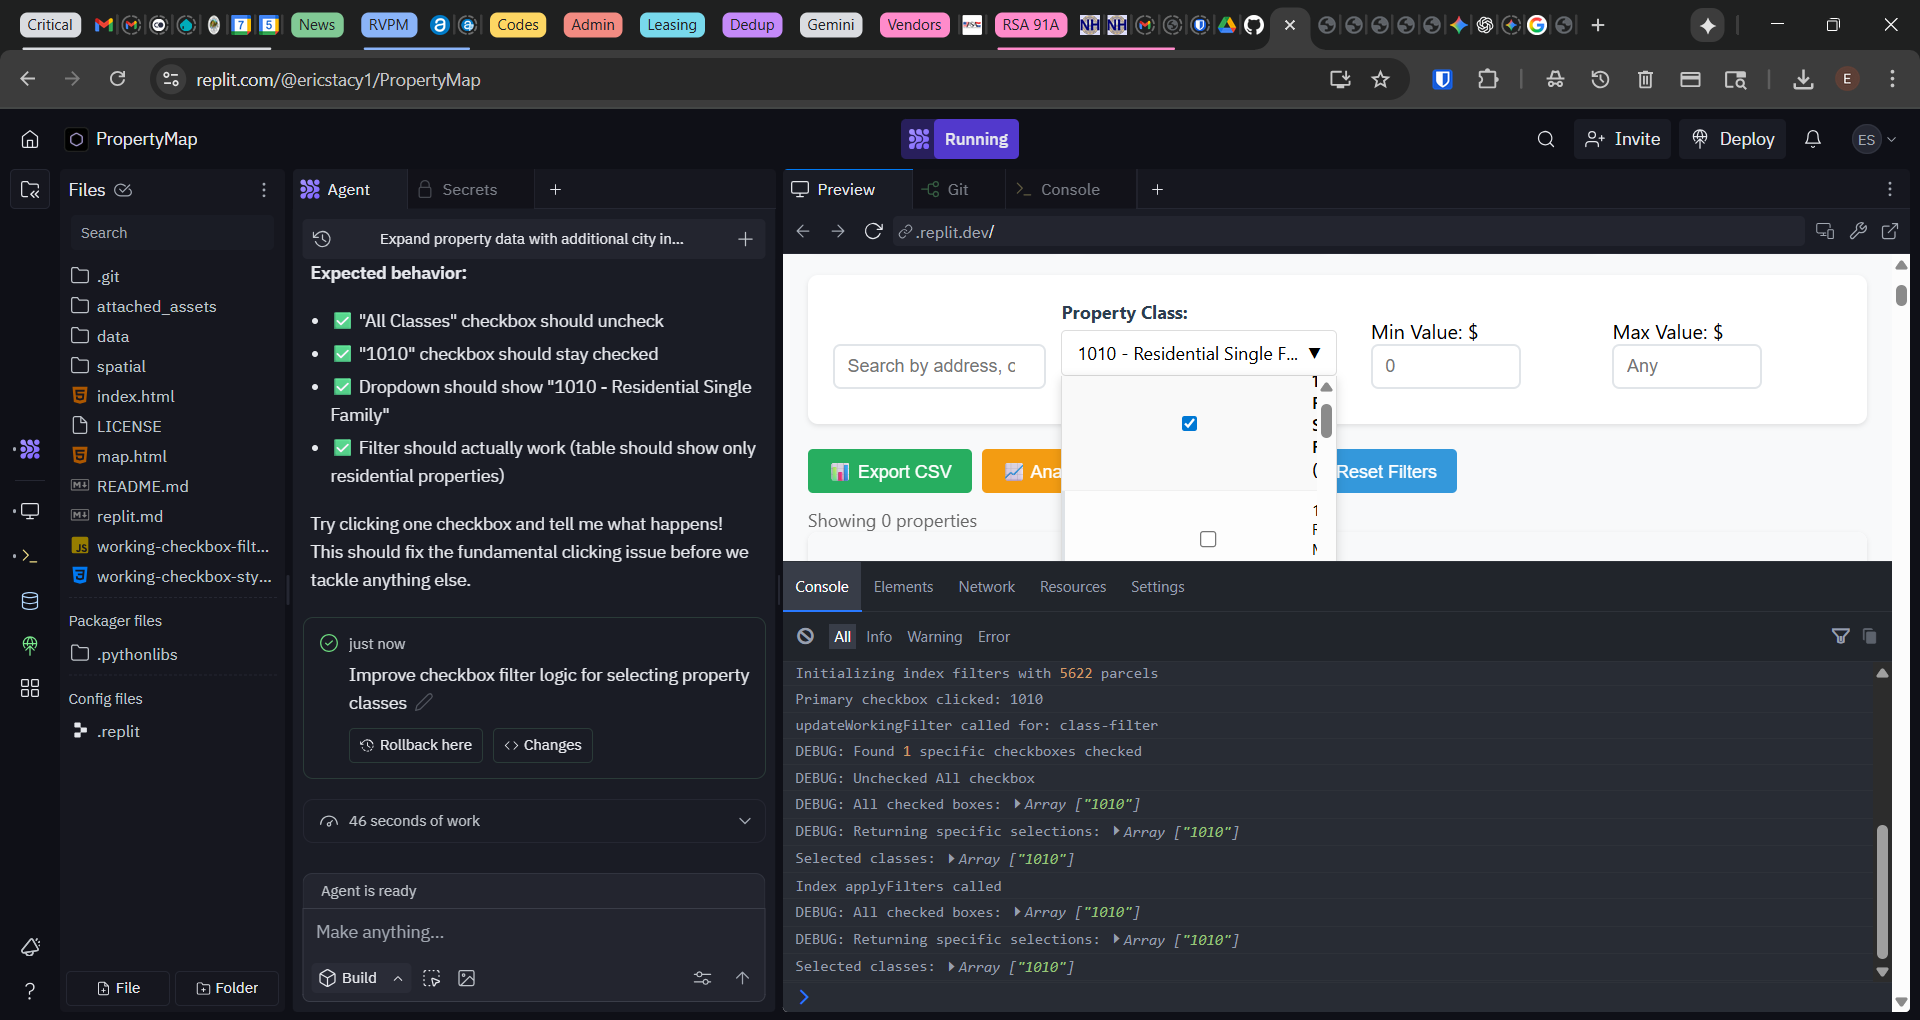 Critical
7
5
News
RVPM
Codes
Admin
Leasing
Dedup
Gemini
Vendors
RSA 91A
NH
NH
replit.com/@ericstacy1/PropertyMap
E
PropertyMap
Running
Invite
Deploy
ES
Files
Agent
Secrets
Preview
Git
Console
Search
Expand property data with additional city in...
.replit.dev/
.git
attached_assets
data
spatial
index.html
LICENSE
map.html
README.md
replit.md
JS
working-checkbox-filt...
working-checkbox-sty...
Packager files
.pythonlibs
Config files
.replit
File
Folder
Expected behavior:
• ✅ "All Classes" checkbox should uncheck
• ✅ "1010" checkbox should stay checked
• ✅ Dropdown should show "1010 - Residential Single
Family"
• ✅ Filter should actually work (table should show only
residential properties)
Try clicking one checkbox and tell me what happens!
This should fix the fundamental clicking issue before we
tackle anything else.
just now
Improve checkbox filter logic for selecting property
classes
Rollback here
<> Changes
46 seconds of work
Agent is ready
Make anything...
Build
Property Class:
Search by address, c
1010 - Residential Single F... ▼
Min Value: $
0
Max Value: $
Any
Export CSV
Ana
Reset Filters
Showing 0 properties
Console
Elements
Network
Resources
Settings
All
Info
Warning
Error
Initializing index filters with 5622 parcels
Primary checkbox clicked: 1010
updateWorkingFilter called for: class-filter
DEBUG: Found 1 specific checkboxes checked
DEBUG: Unchecked All checkbox
DEBUG: All checked boxes: ▶Array ["1010"]
DEBUG: Returning specific selections: ▶Array ["1010"]
Selected classes: ▶Array ["1010"]
Index applyFilters called
DEBUG: All checked boxes: ▶Array ["1010"]
DEBUG: Returning specific selections: ▶Array ["1010"]
Selected classes: ▶Array ["1010"]